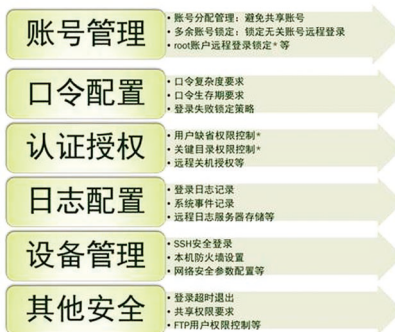 账号管理
• 账号分配管理：避免共享账号
• 多余账号锁定：锁定无关账号远程登录
• root账户远程登录锁定* 等
口令配置
• 口令复杂度要求
• 口令生存期要求
• 登录失败锁定策略
认证授权
• 用户缺省权限控制*
• 关键目录权限控制*
• 远程关机授权等
日志配置
• 登录日志记录
• 系统事件记录
• 远程日志服务器存储等
设备管理
• SSH安全登录
• 本机防火墙设置
• 网络安全参数配置等
其他安全
• 登录超时退出
• 共享权限要求
• FTP用户权限控制等